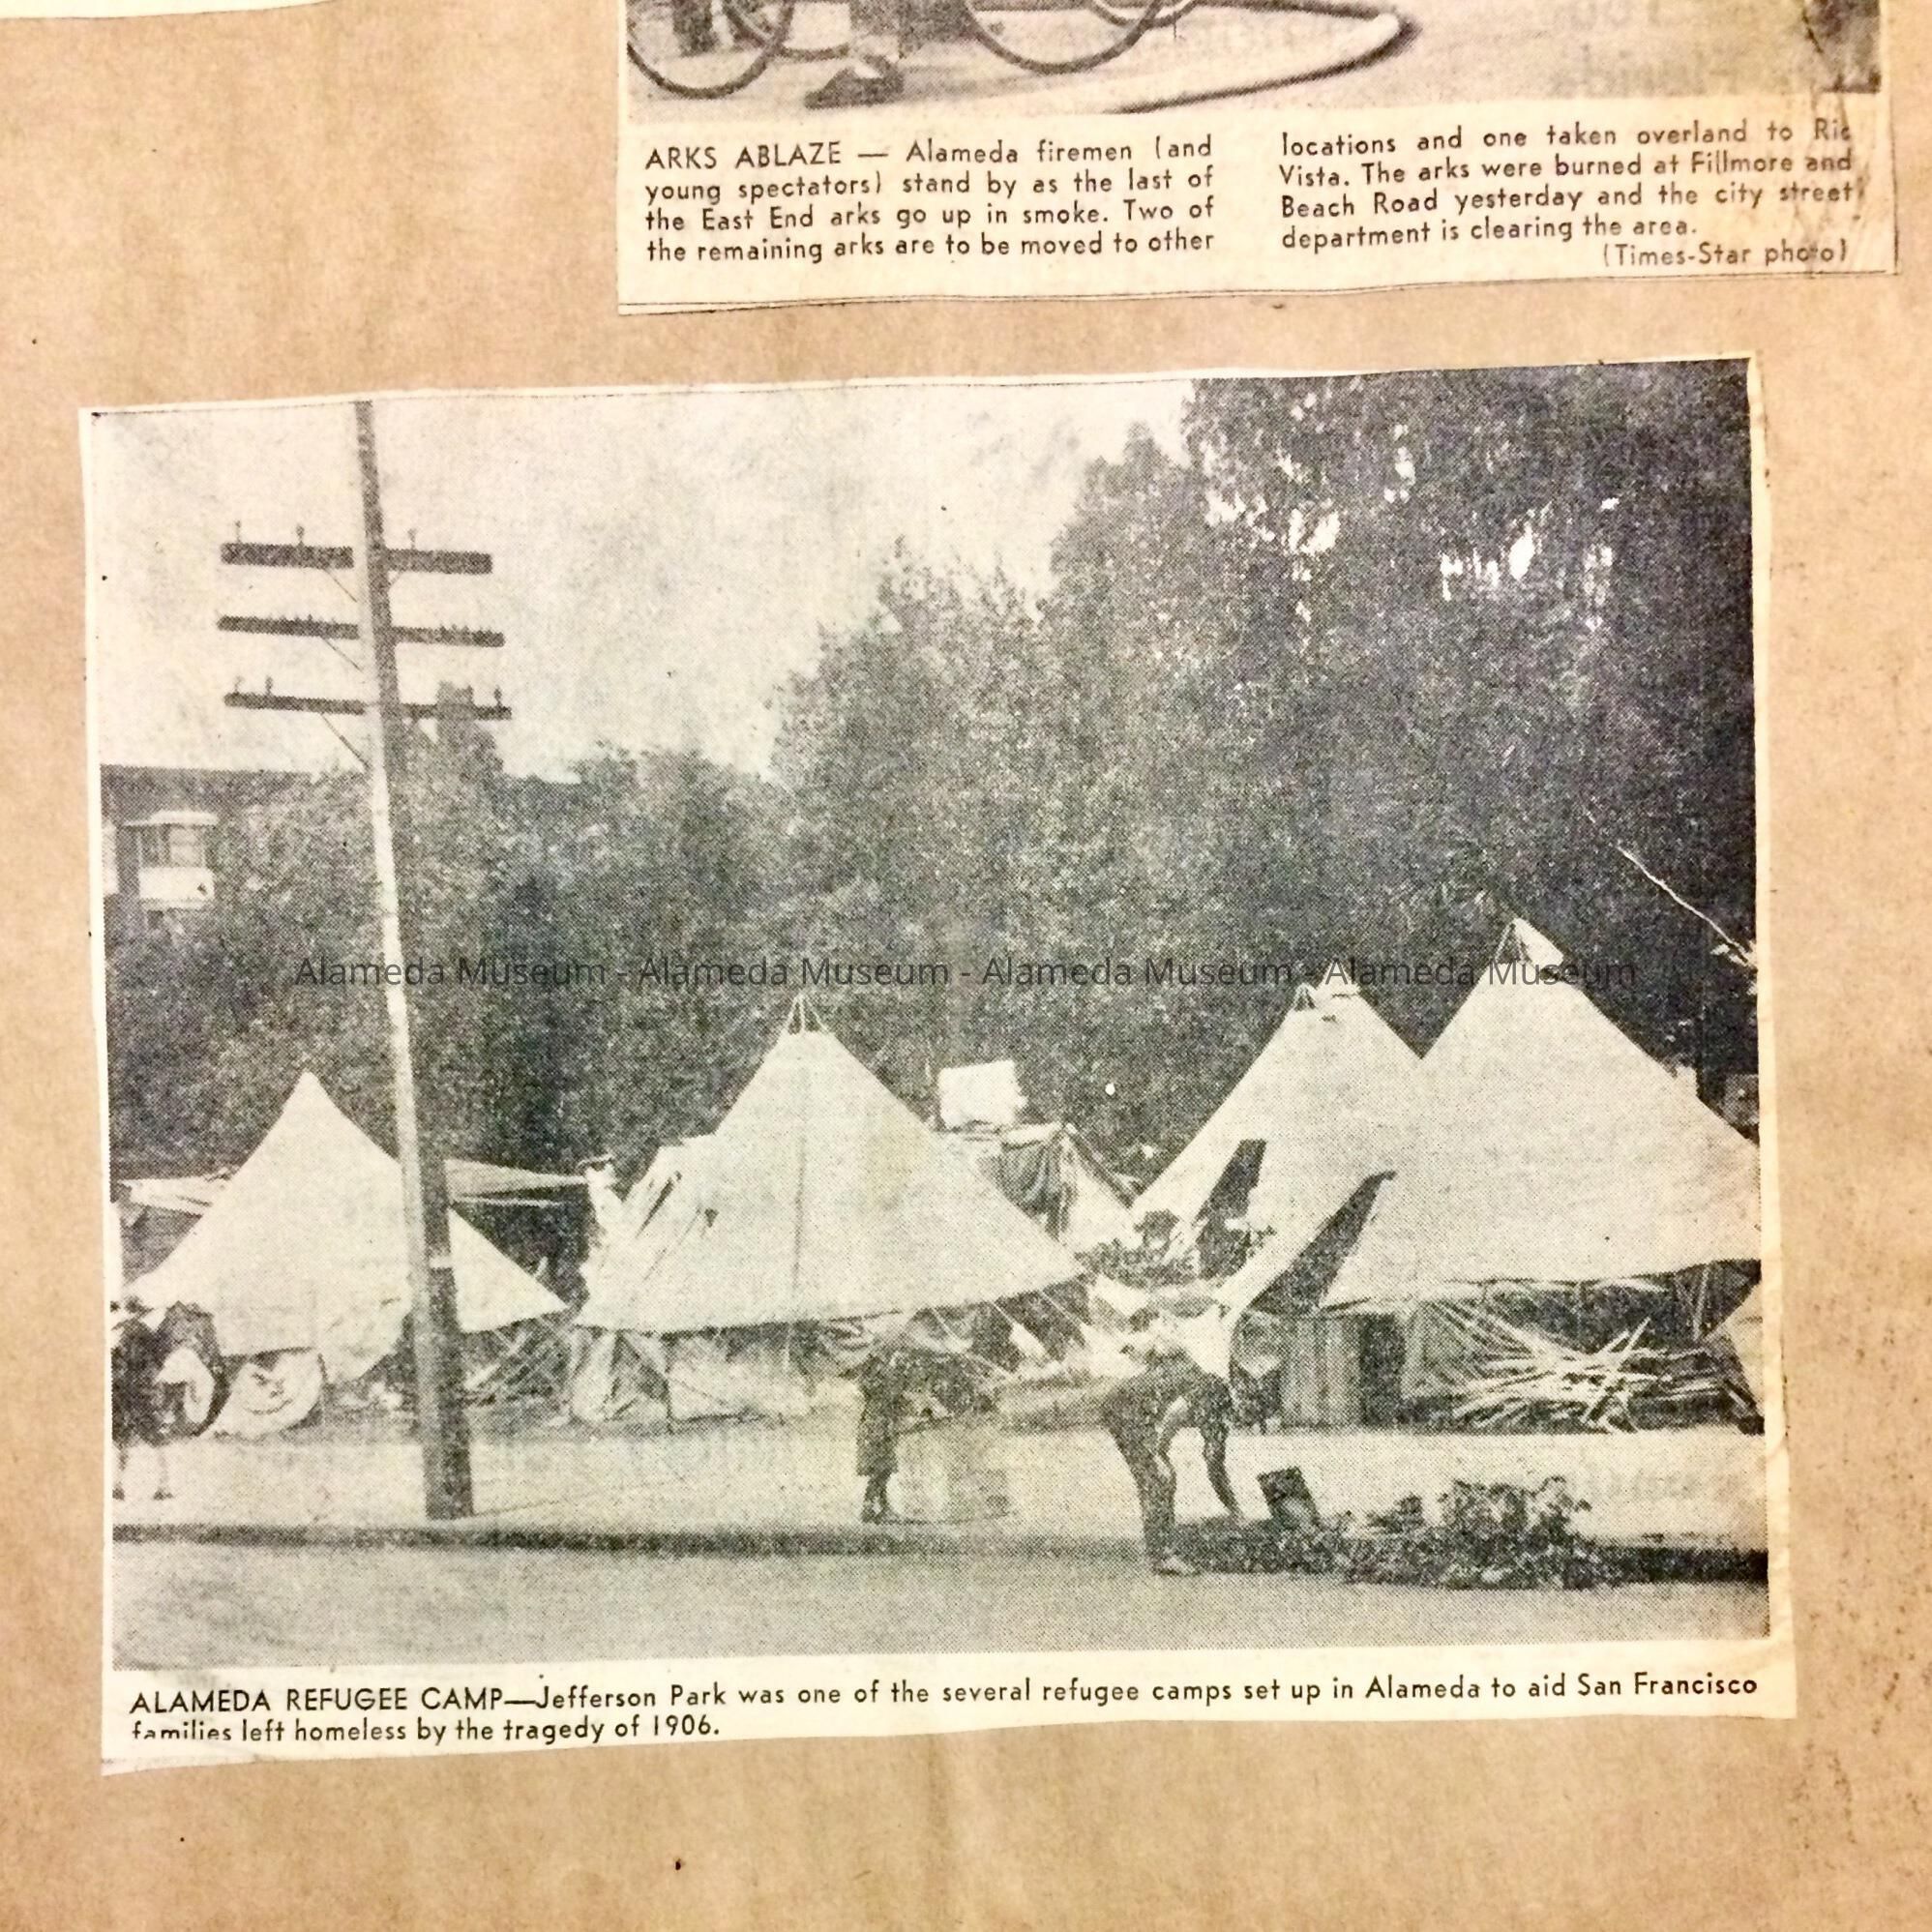 ARKS ABLAZE — Alameda firemen (and
young spectators) stand by as the last of
the East End arks go up in smoke. Two of
the remaining arks are to be moved to other
locations and one taken overland to Rio
Vista. The arks were burned at Fillmore and
Beach Road yesterday and the city street
department is clearing the area.
(Times-Star photo)
Alameda Museum - Alameda Museum - Alameda Museum - Alameda Museum
ALAMEDA REFUGEE CAMP—Jefferson Park was one of the several refugee camps set up in Alameda to aid San Francisco
families left homeless by the tragedy of 1906.